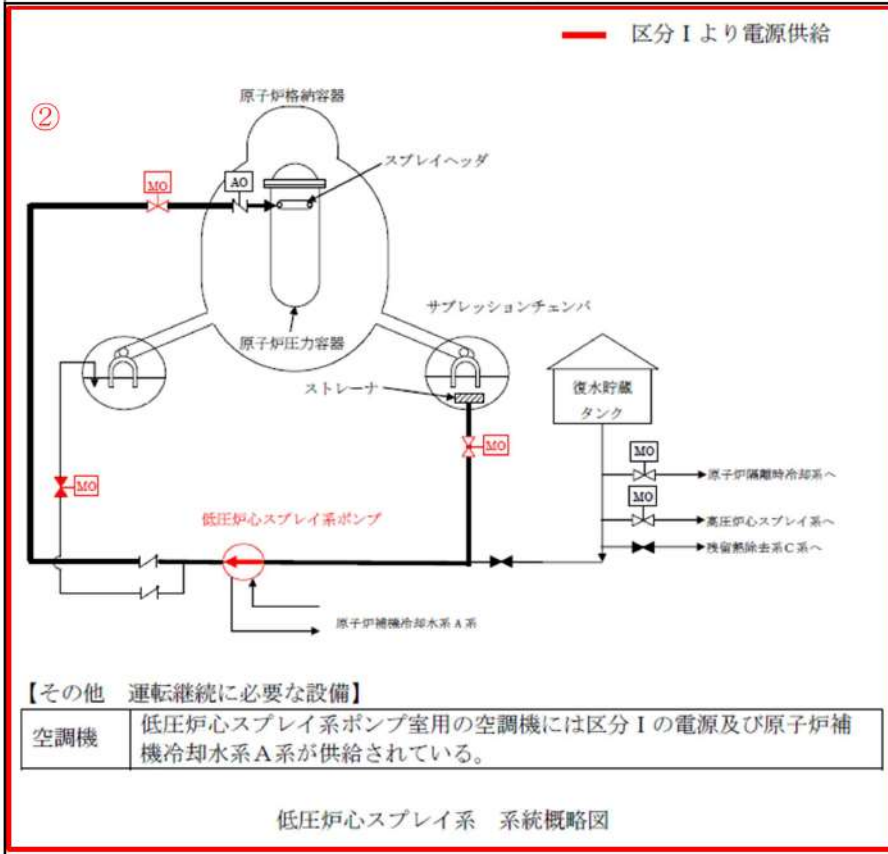 区分Ⅰより電源供給
②
原子炉格納容器
スプレイヘッダ
MO
AO
サプレッションチェンバ
原子炉圧力容器
ストレーナ
復水貯蔵
タンク
MO
MO
原子炉隔離時冷却系へ
MO
MO
高圧炉心スプレイ系へ
低圧炉心スプレイ系ポンプ
残留熱除去系C系へ
原子炉補機冷却水系A系
【その他　運転継続に必要な設備】
空調機
低圧炉心スプレイ系ポンプ室用の空調機には区分Ⅰの電源及び原子炉補
機冷却水系A系が供給されている。
低圧炉心スプレイ系　系統概略図